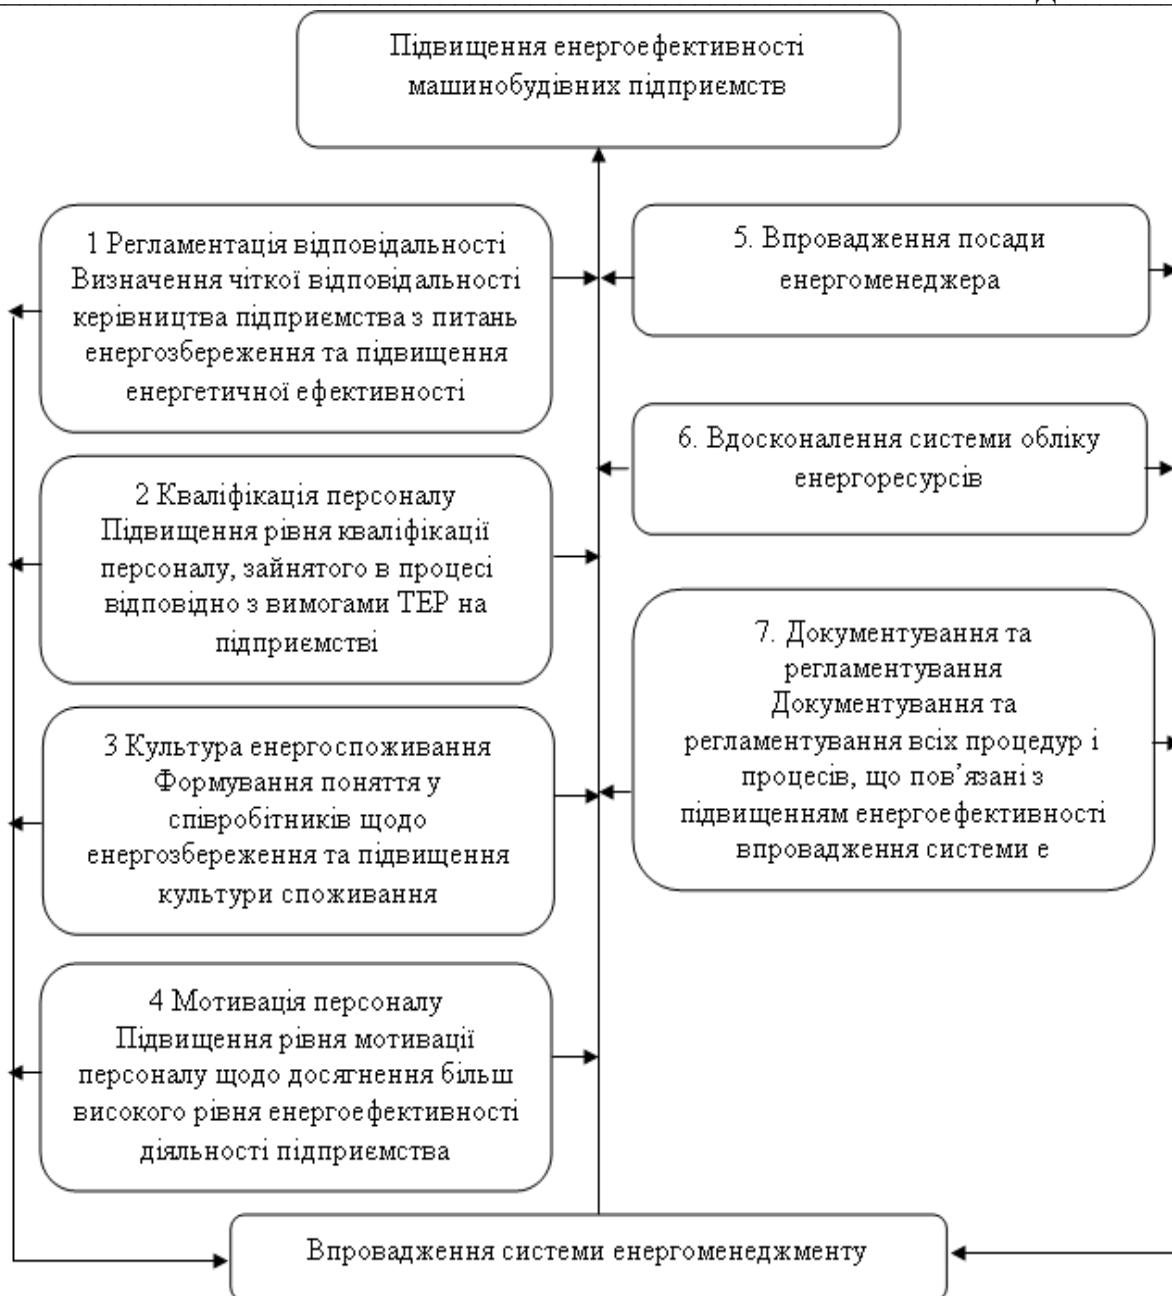 Підвищення енергоефективності
машинобудівних підприємств
1 Регламентація відповідальності
Визначення чіткої відповідальності
керівництва підприємства з питань
енергозбереження та підвищення
енергетичної ефективності
2 Кваліфікація персоналу
Підвищення рівня кваліфікації
персоналу, зайнятого в процесі
відповідно з вимогами ТЕР на
підприємстві
3 Культура енергоспоживання
Формування поняття у
співробітників щодо
енергозбереження та підвищення
культури споживання
4 Мотивація персоналу
Підвищення рівня мотивації
персоналу щодо досягнення більш
високого рівня енергоефективності
діяльності підприємства
5. Впровадження посади
енергоменеджера
6. Вдосконалення системи обліку
енергоресурсів
7. Документування та
регламентування
Документування та
регламентування всіх процедур і
процесів, що пов’язані з
підвищенням енергоефективності
впровадження системи е
Впровадження системи енергоменеджменту